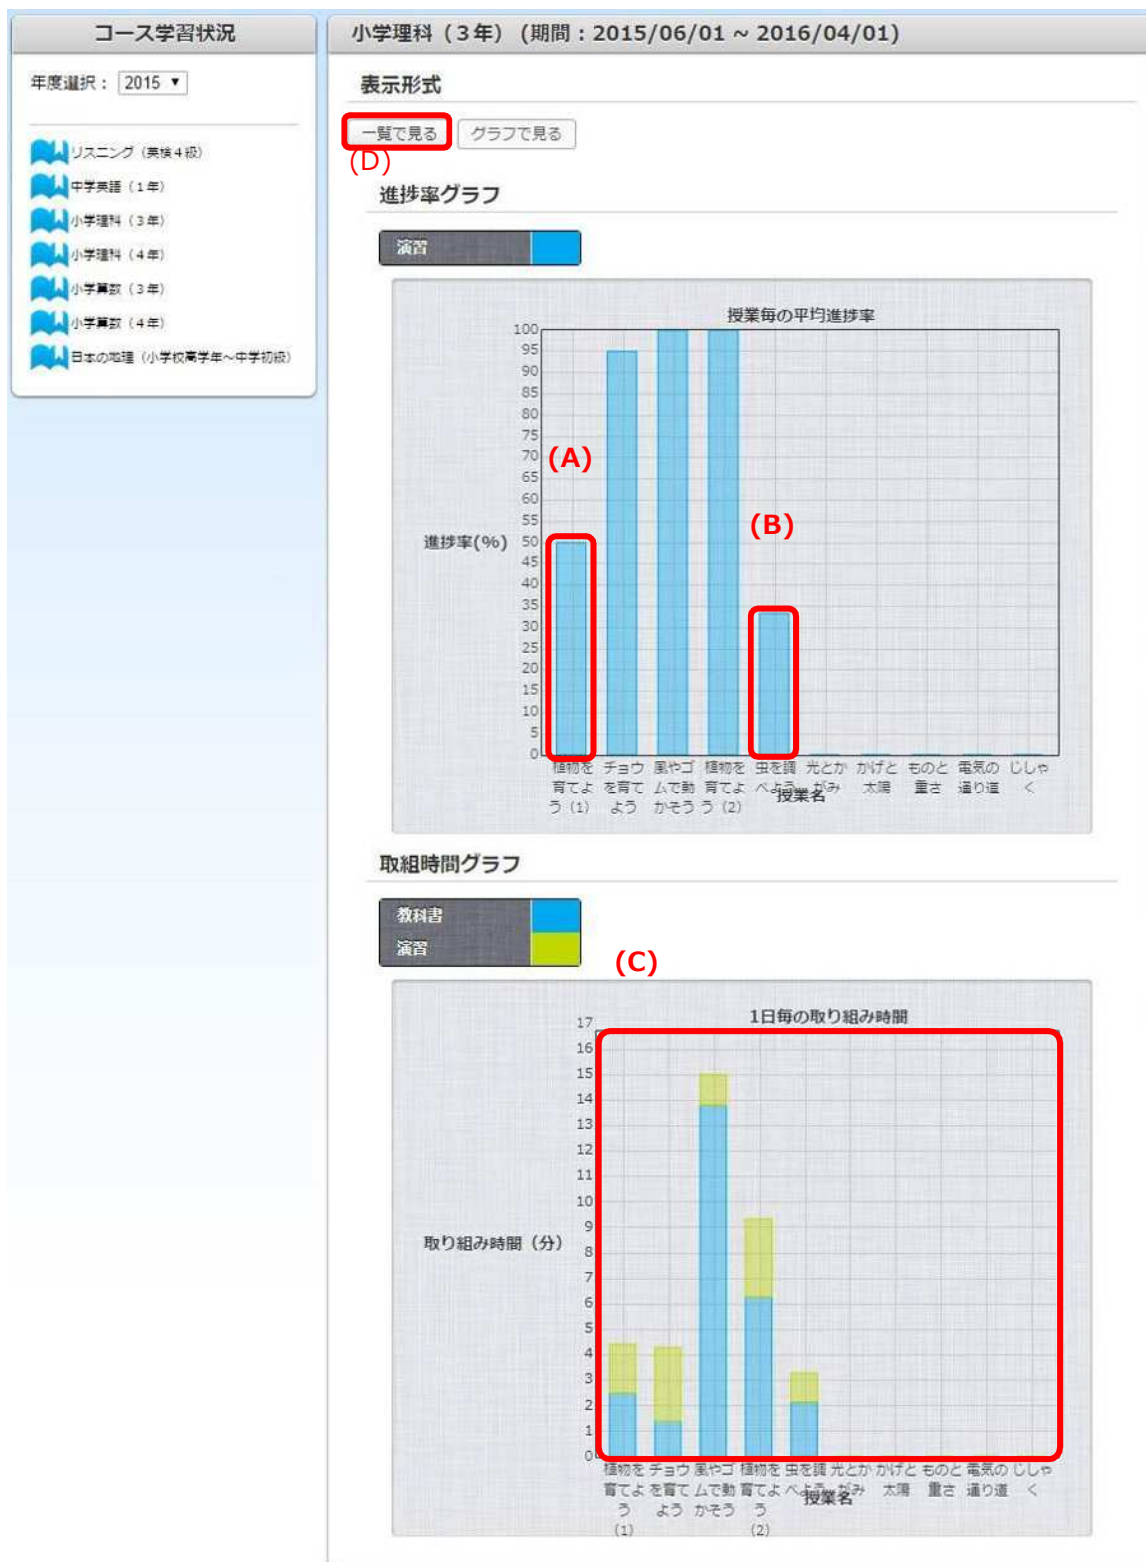 コース学習状況
年度選択： 2015 ▼
リスニング（英検４級）
中学英語（１年）
小学理科（３年）
小学理科（４年）
小学算数（３年）
小学算数（４年）
日本の地理（小学校高学年～中学初級）
小学理科（３年） (期間：2015/06/01 ~ 2016/04/01)
表示形式
一覧で見る グラフで見る
(D)
進捗率グラフ
演習
授業毎の平均進捗率
100
95
90
85
80
75
70
65
60
55
50
45
40
35
30
25
20
15
10
5
0
進捗率(%)
(A)
(B)
植物を チョウ 風やゴ 植物を 虫を調 光とか かげと ものと 電気の じしゃ
育てよ を育て ムで動 育てよ べよう がみ 太陽 重さ 通り道 く
う（1） よう かそう う（2）
授業名
取組時間グラフ
教科書
演習
(C)
1日毎の取り組み時間
17
16
15
14
13
12
11
10
9
8
7
6
5
4
3
2
1
0
取り組み時間（分）
植物を チョウ 風やゴ 植物を 虫を調 光とか かげと ものと 電気の じしゃ
育てよ を育て ムで動 育てよ べよう がみ 太陽 重さ 通り道 く
う よう かそう う
（1） （2）
授業名